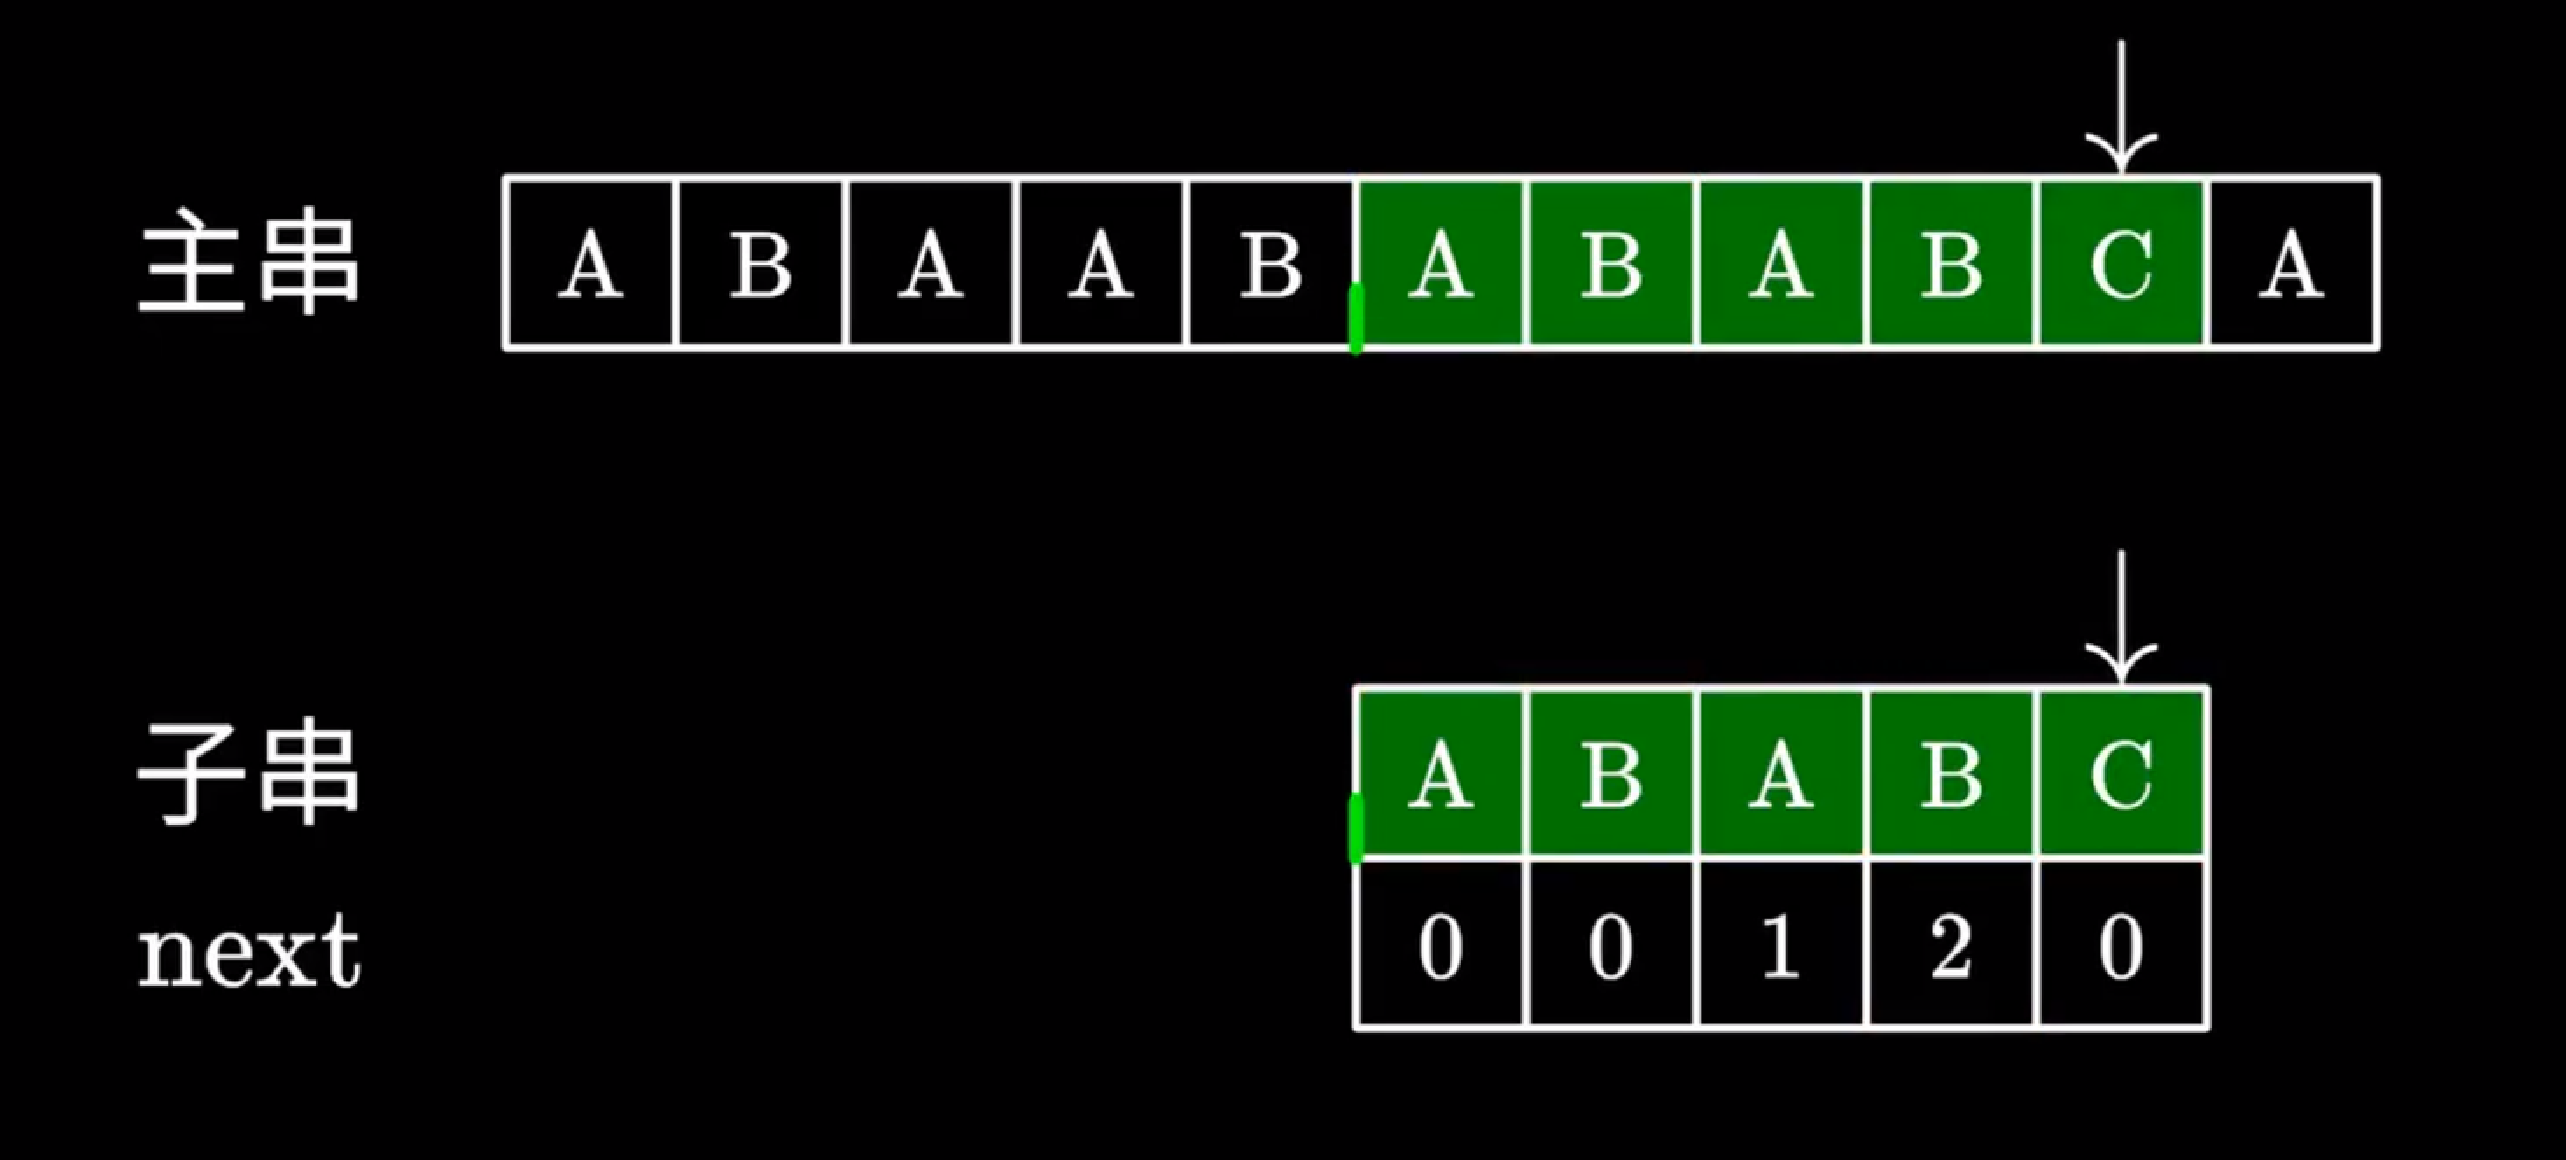 主串 A B A A B A B A B C A
子串 A B A B C
next 0 0 1 2 0